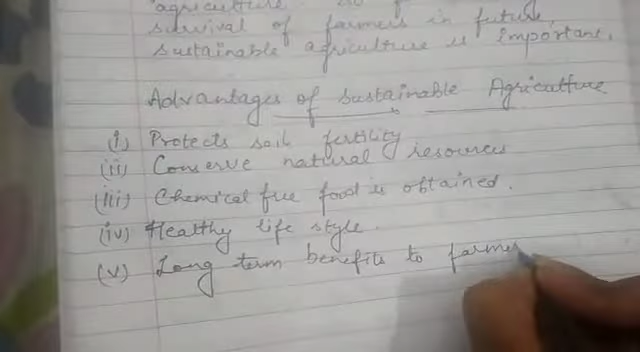 agriculture
survival of farmers in future,
sustainable agriculture is important.
Advantages of sustainable Agriculture
(i) Protects soil fertility
(ii) Conserve natural resources
(iii) Chemical free food is obtained.
(iv) Healthy life style.
(v) Long term benefits to farmer